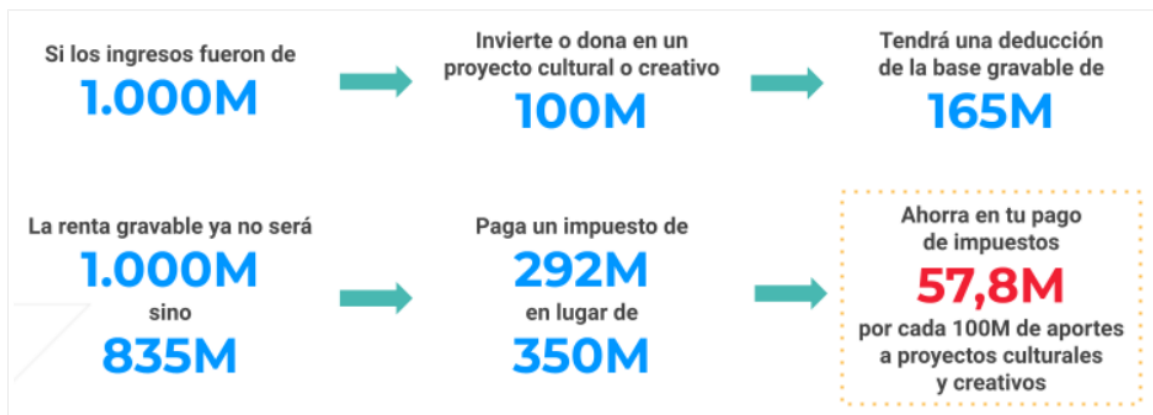 Si los ingresos fueron de
1.000M
Invierte o dona en un
proyecto cultural o creativo
100M
Tendrá una deducción
de la base gravable de
165M
La renta gravable ya no será
1.000M
sino
835M
Paga un impuesto de
292M
en lugar de
350M
Ahorra en tu pago
de impuestos
57,8M
por cada 100M de aportes
a proyectos culturales
y creativos